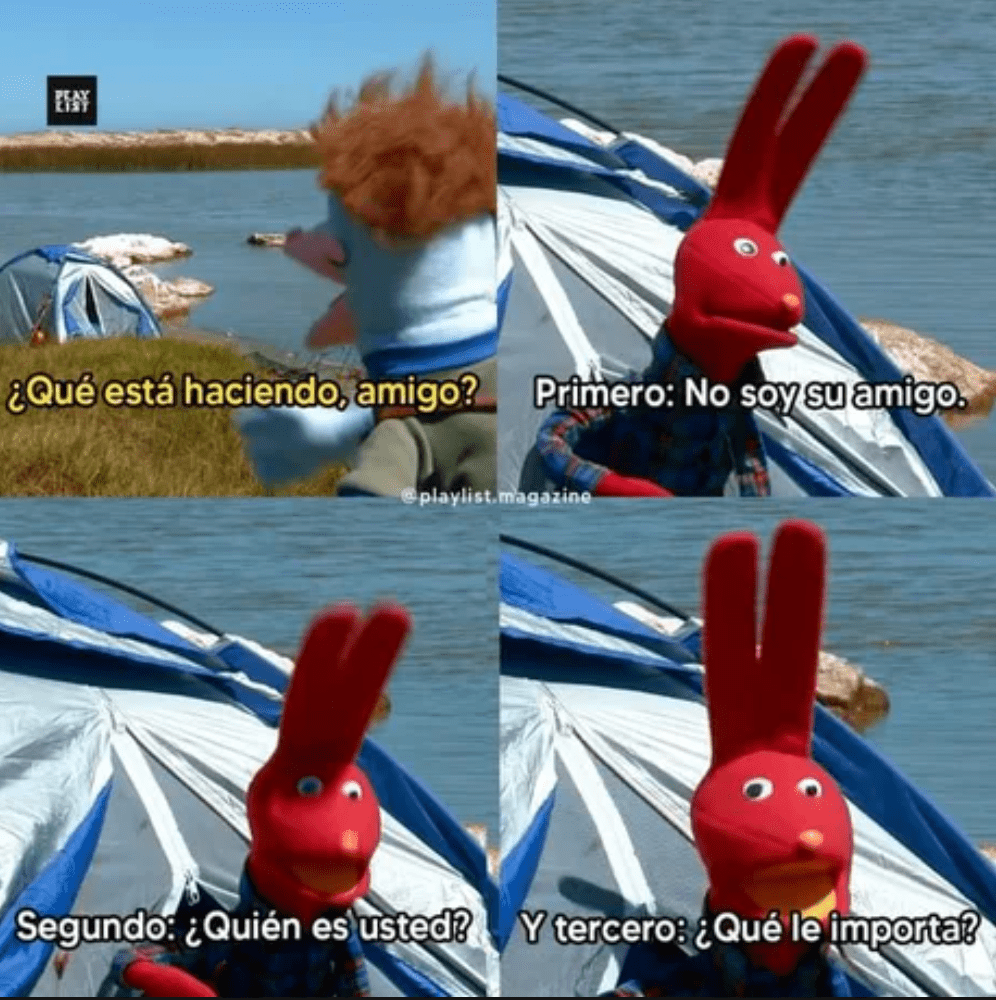 PLAY
LIST
¿Qué está haciendo, amigo?
Primero: No soy su amigo.
@playlist.magazine
Segundo: ¿Quién es usted?
Y tercero: ¿Qué le importa?